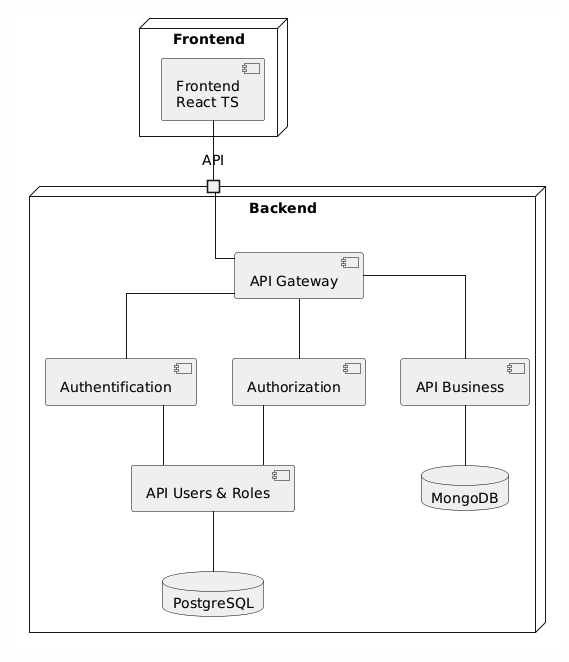 Frontend
Frontend
React TS
API
Backend
API Gateway
Authentification
Authorization
API Business
API Users & Roles
MongoDB
PostgreSQL